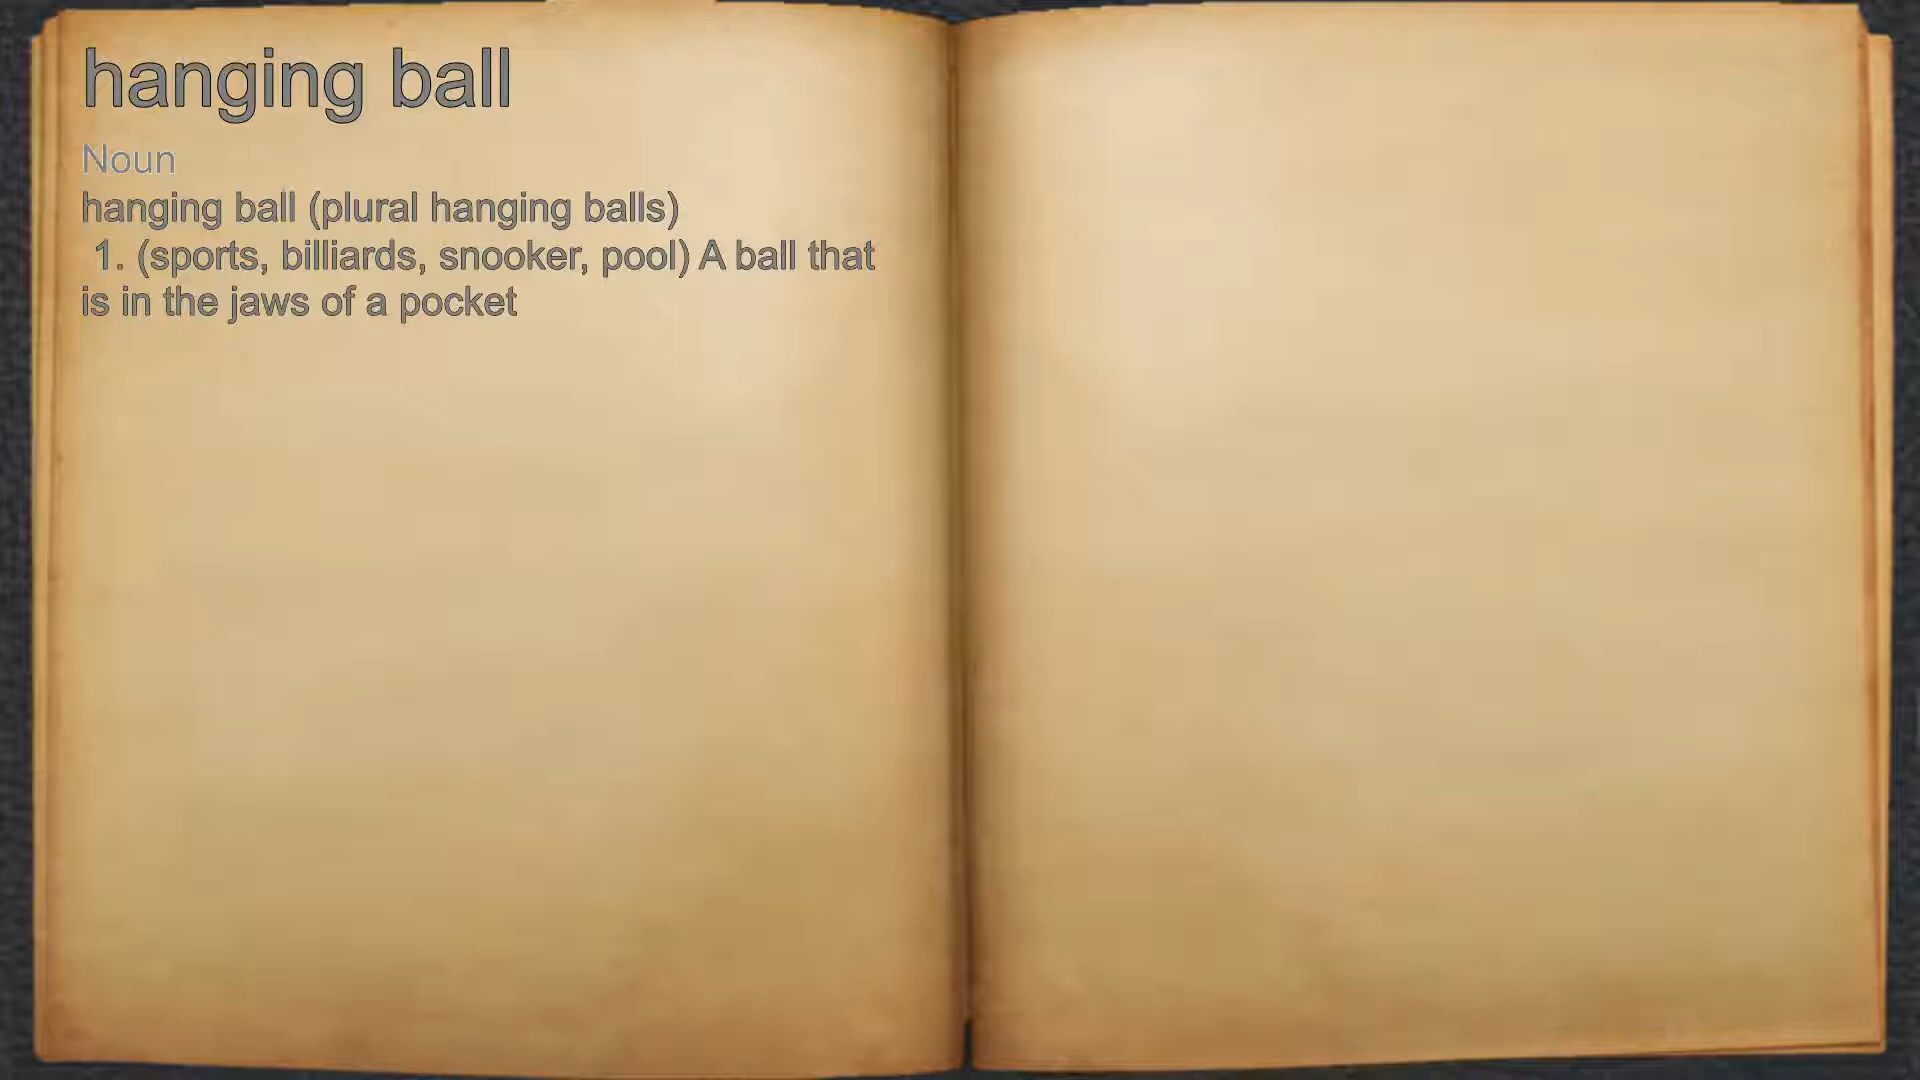 hanging ball
Noun
hanging ball (plural hanging balls)
1. (sports, billiards, snooker, pool) A ball that
is in the jaws of a pocket